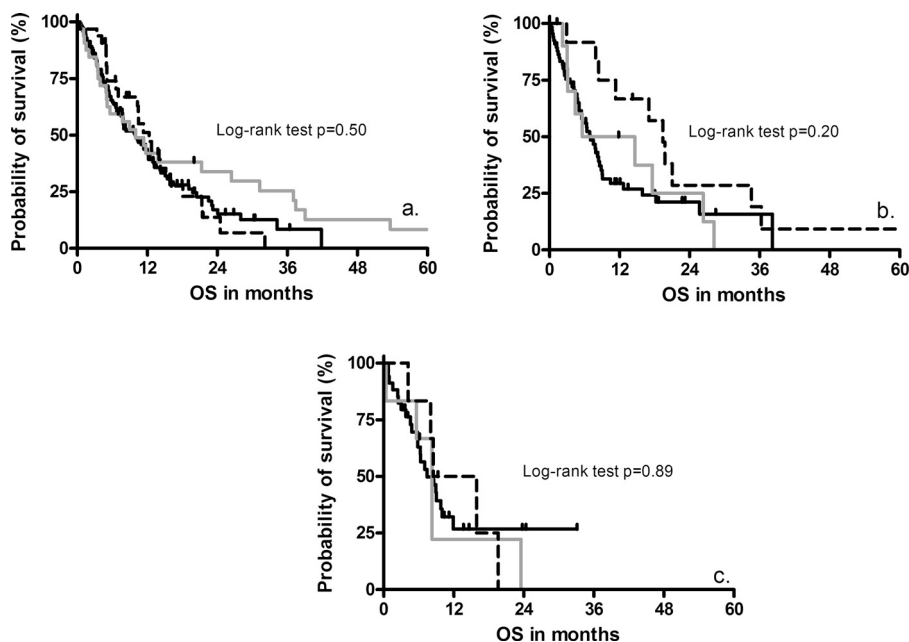 Probability of survival (%)
100
75
50
25
0
Log-rank test p=0.50
a.
0 12 24 36 48 60
OS in months
Probability of survival (%)
100
75
50
25
0
Log-rank test p=0.20
b.
0 12 24 36 48 60
OS in months
Probability of survival (%)
100
75
50
25
0
Log-rank test p=0.89
c.
0 12 24 36 48 60
OS in months